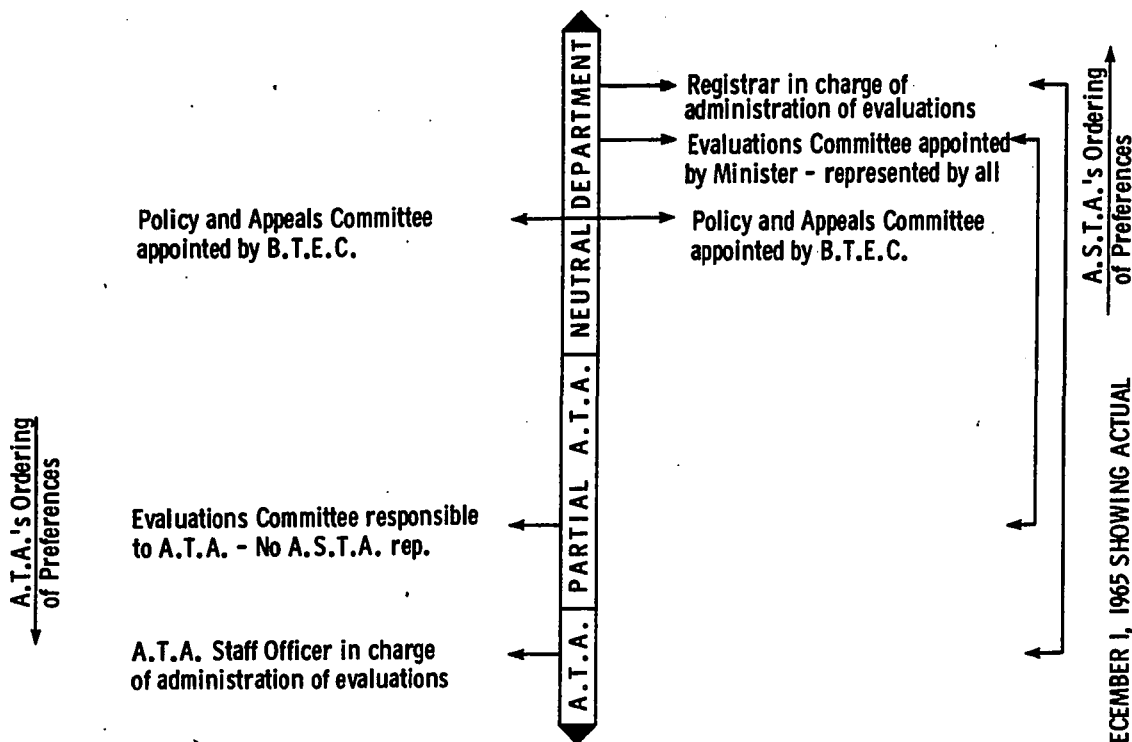 Registrar in charge of
administration of evaluations
Evaluations Committee appointed
by Minister - represented by all
Policy and Appeals Committee
appointed by B.T.E.C.
Policy and Appeals Committee
appointed by B.T.E.C.
Evaluations Committee responsible
to A.T.A. - No A.S.T.A. rep.
A.T.A. Staff Officer in charge
of administration of evaluations
A.T.A.'s Ordering
of Preferences
NEUTRAL DEPARTMENT
PARTIAL A.T.A.
A.T.A.
A.S.T.A.'s Ordering
of Preferences
ECEMBER 1, 1965 SHOWING ACTUAL